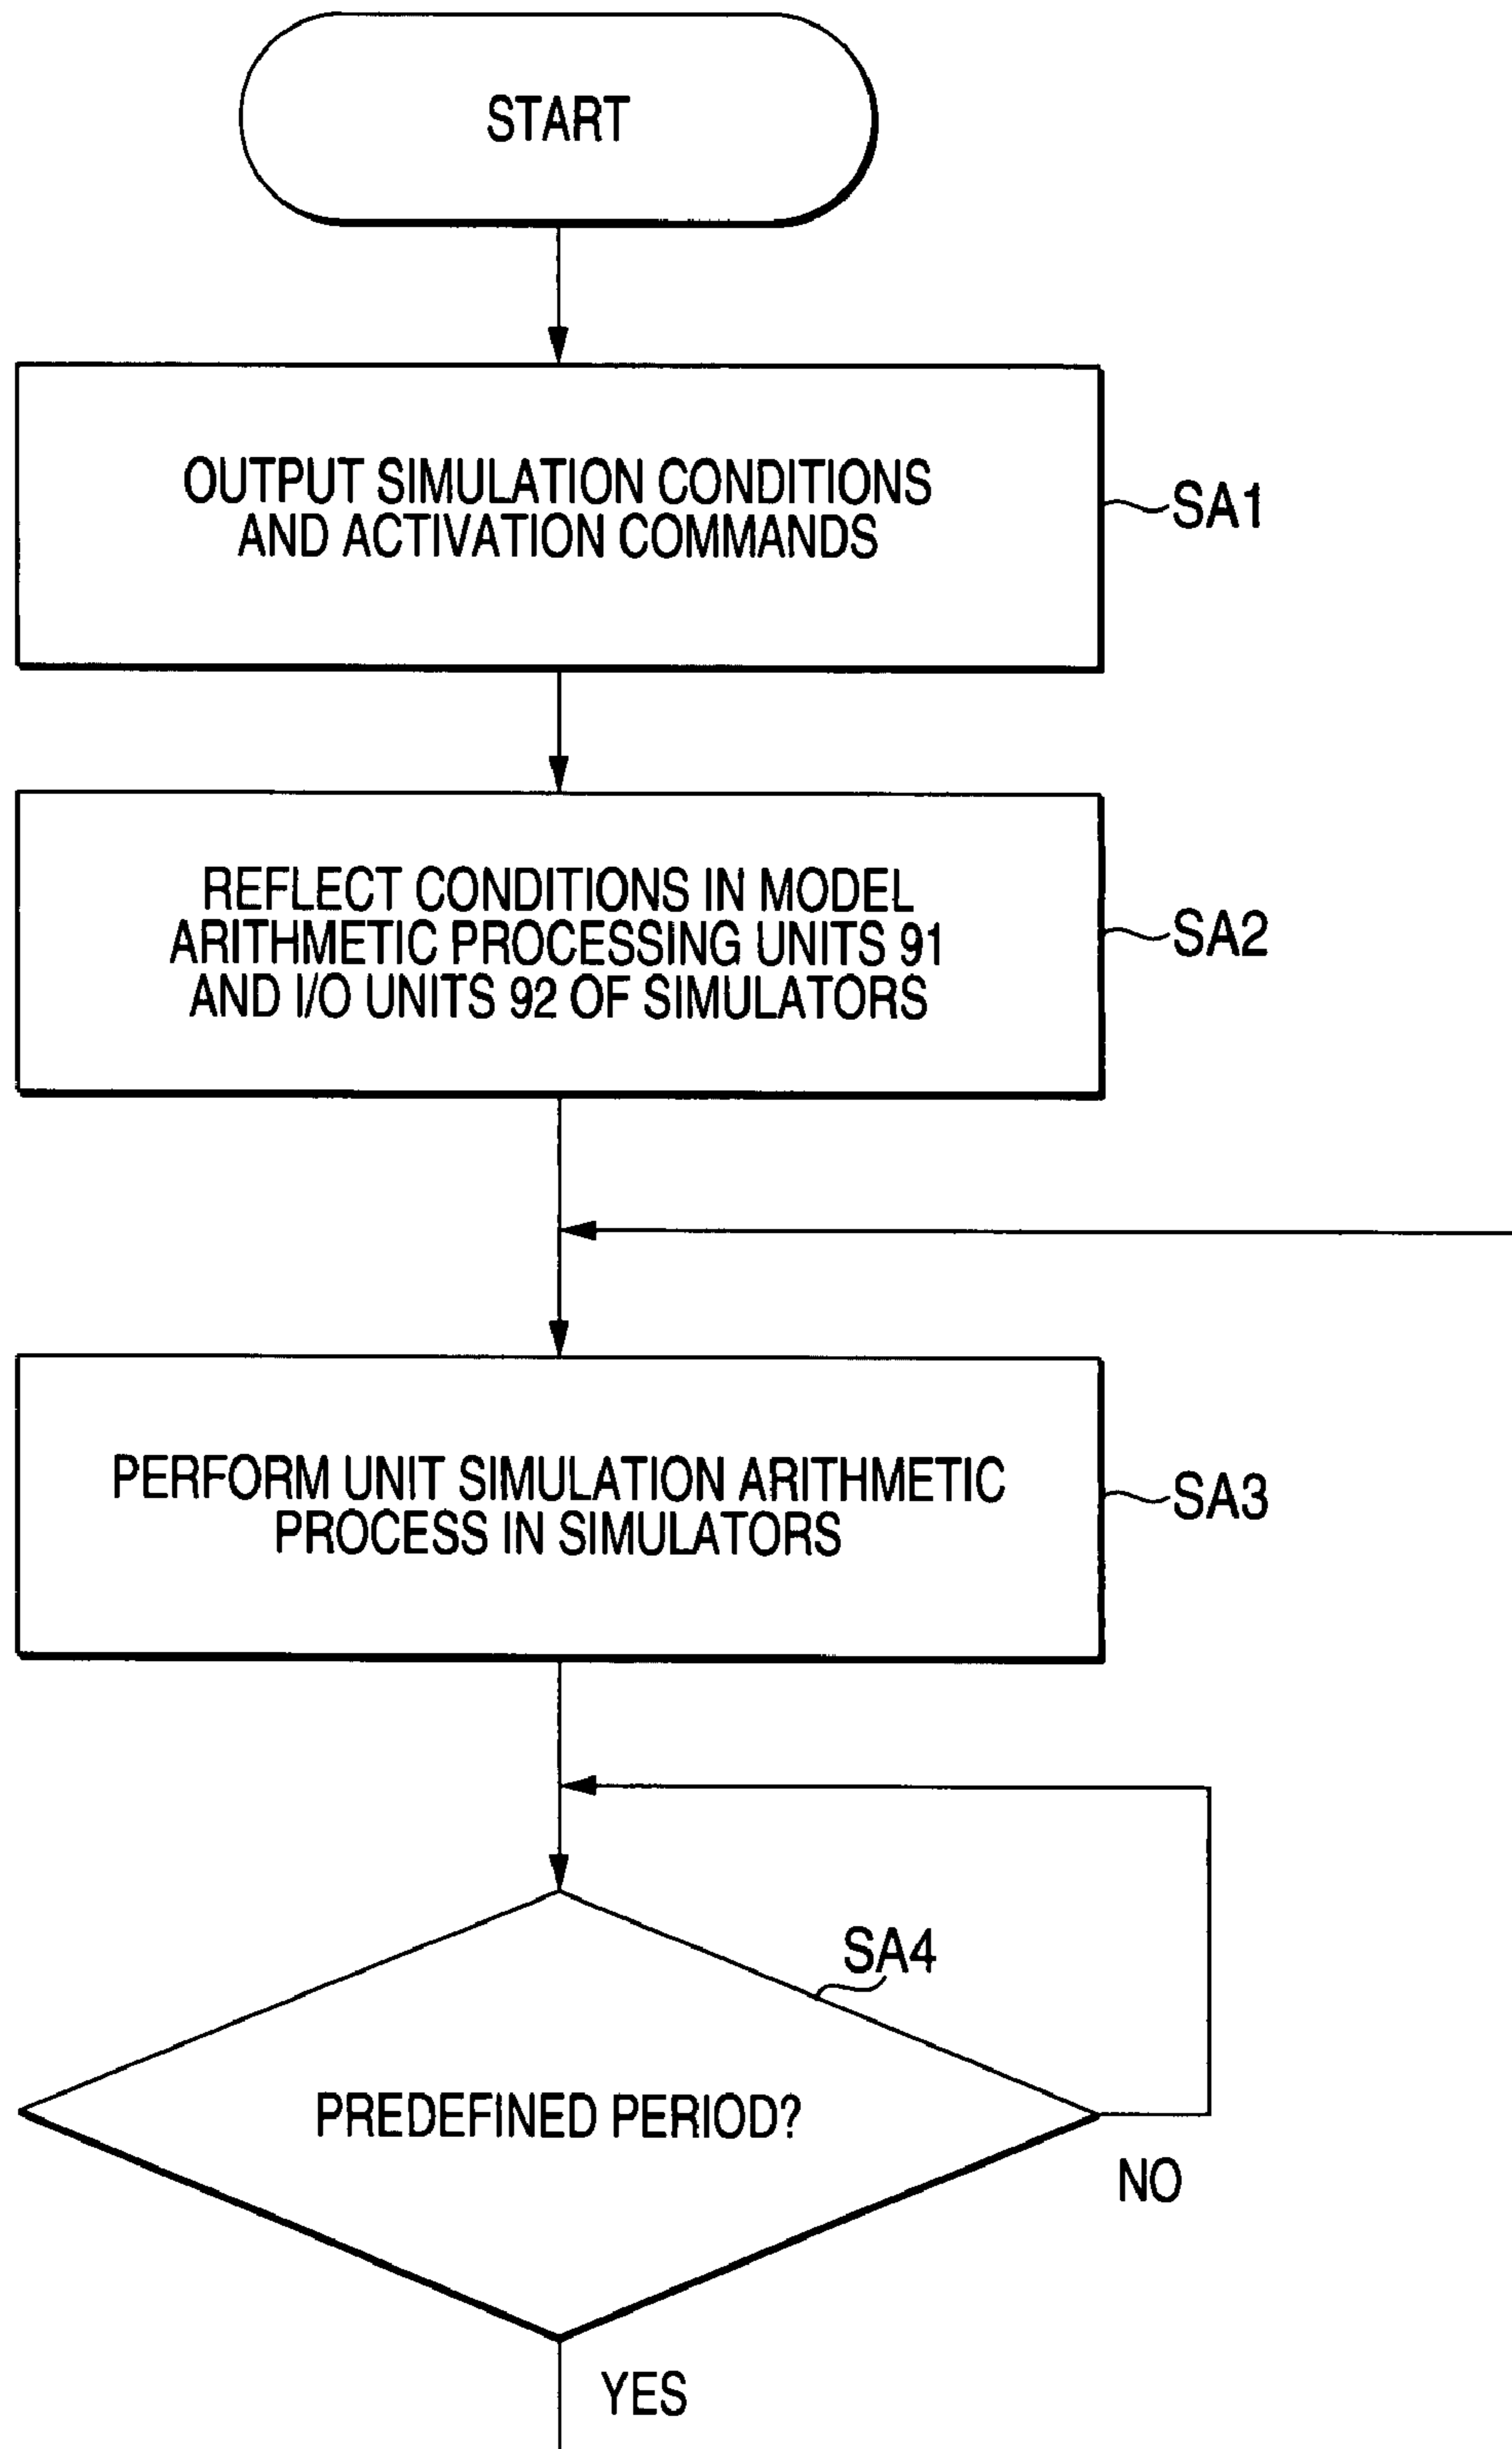 START
OUTPUT SIMULATION CONDITIONS
AND ACTIVATION COMMANDS
SA1
REFLECT CONDITIONS IN MODEL
ARITHMETIC PROCESSING UNITS 91
AND I/O UNITS 92 OF SIMULATORS
SA2
PERFORM UNIT SIMULATION ARITHMETIC
PROCESS IN SIMULATORS
SA3
SA4
PREDEFINED PERIOD?
NO
YES